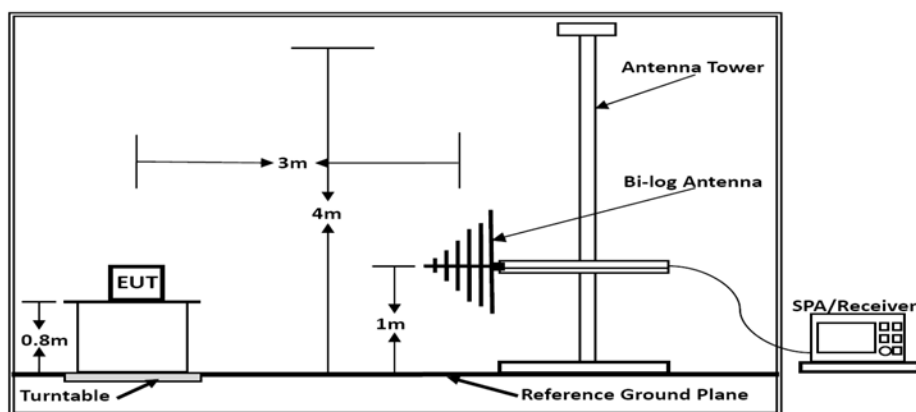 Antenna Tower
3m
Bi-log Antenna
4m
EUT
0.8m
1m
SPA/Receiver
Turntable
Reference Ground Plane